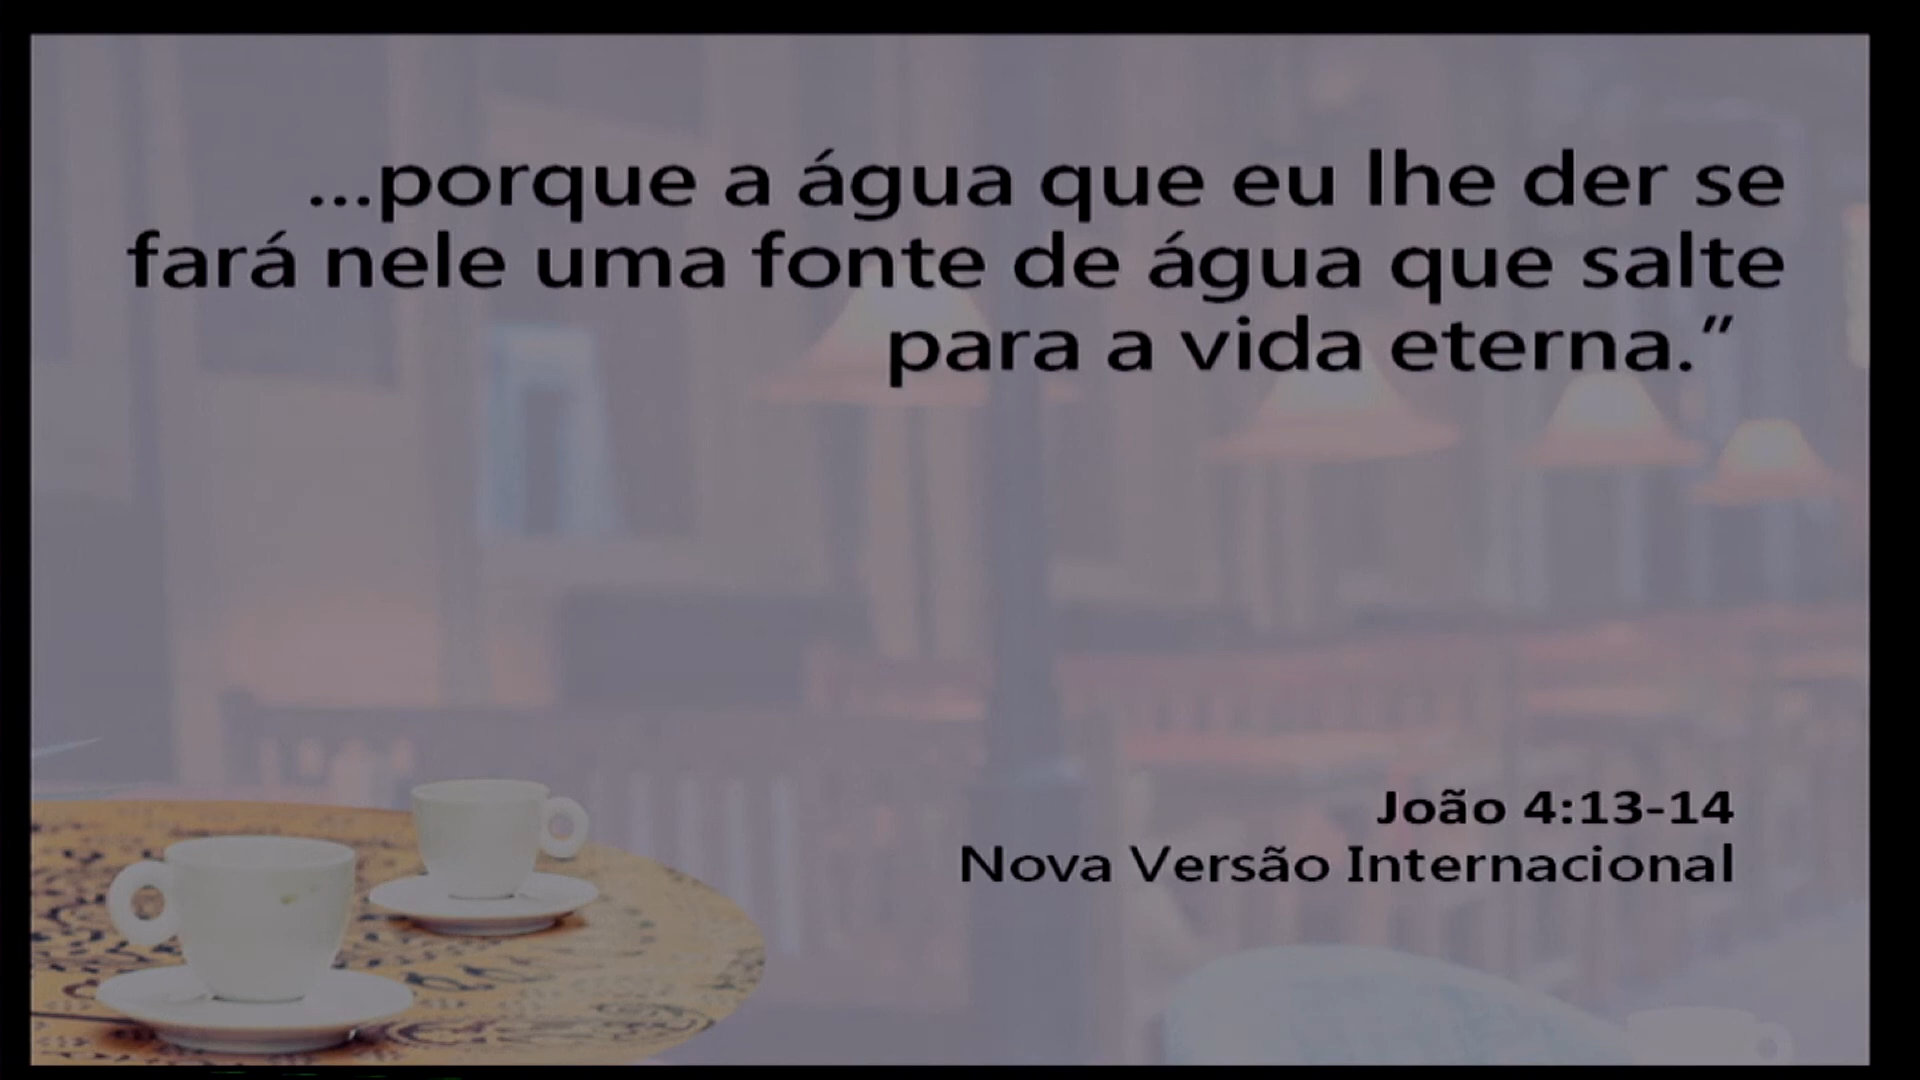 ...porque a água que eu lhe der se
fará nele uma fonte de água que salte
para a vida eterna.”
João 4:13-14
Nova Versão Internacional